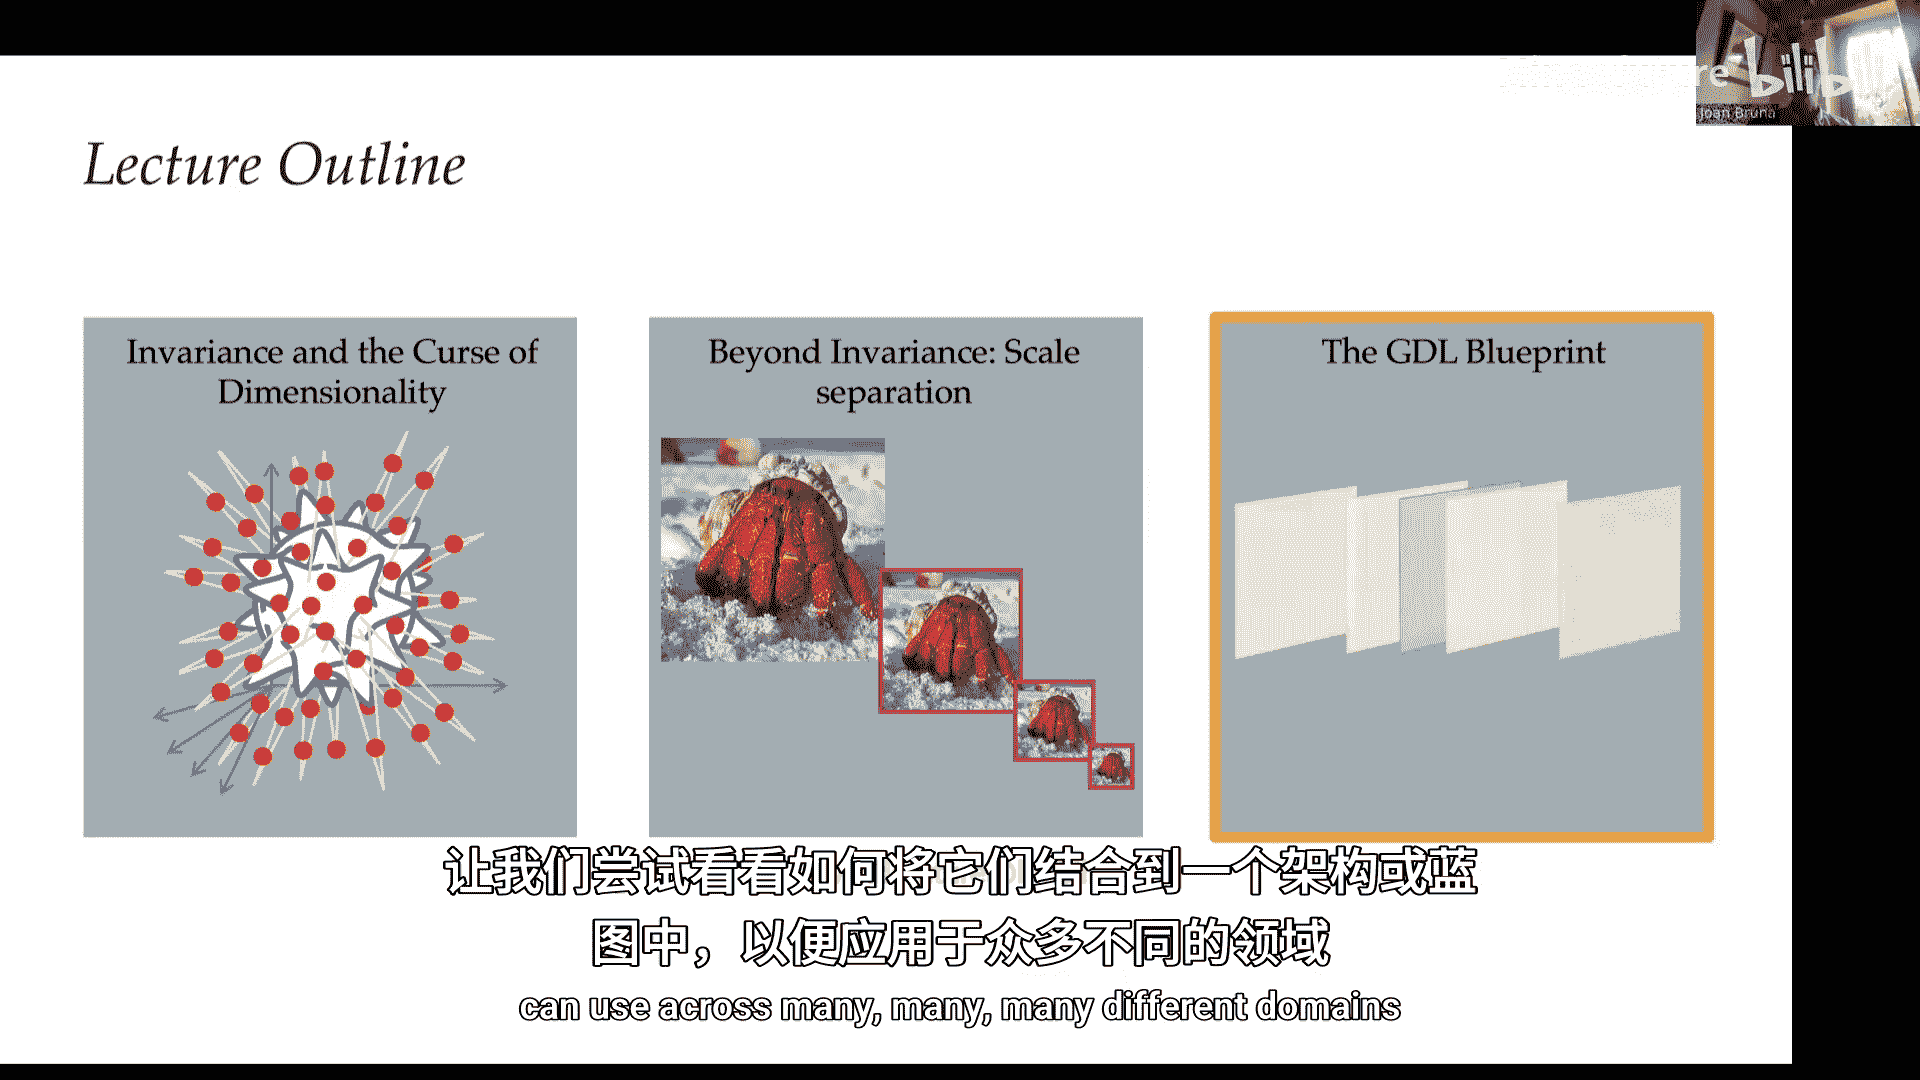 bilibili
Joan Bruna
Lecture Outline
Invariance and the Curse of
Dimensionality
Beyond Invariance: Scale
separation
The GDL Blueprint
让我们尝试看看如何将它们结合到一个架构或蓝
图中，以便应用于众多不同的领域
can use across many, many, many different domains